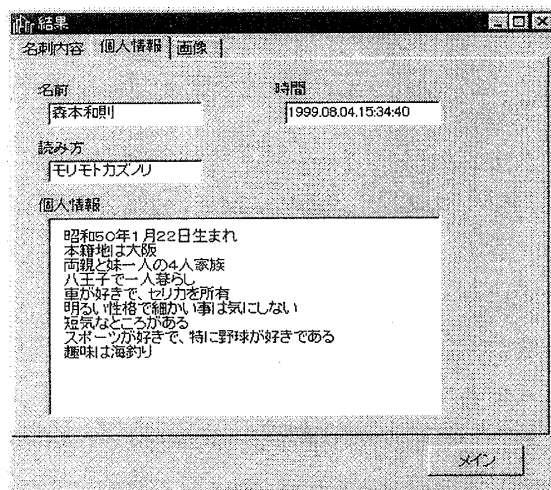 結果
名刺内容 個人情報 画像
名前 時間
森本和則 1999.08.04.15:34:40
読み方
モリモトカズノリ
個人情報
昭和50年1月22日生まれ
本籍地は大阪
両親と妹一人の4人家族
八王子で一人暮らし
車が好きで、セリカを所有
明るい性格で細かい事は気にしない
短気なところがある
スポーツが好きで、特に野球が好きである
趣味は海釣り
メイン